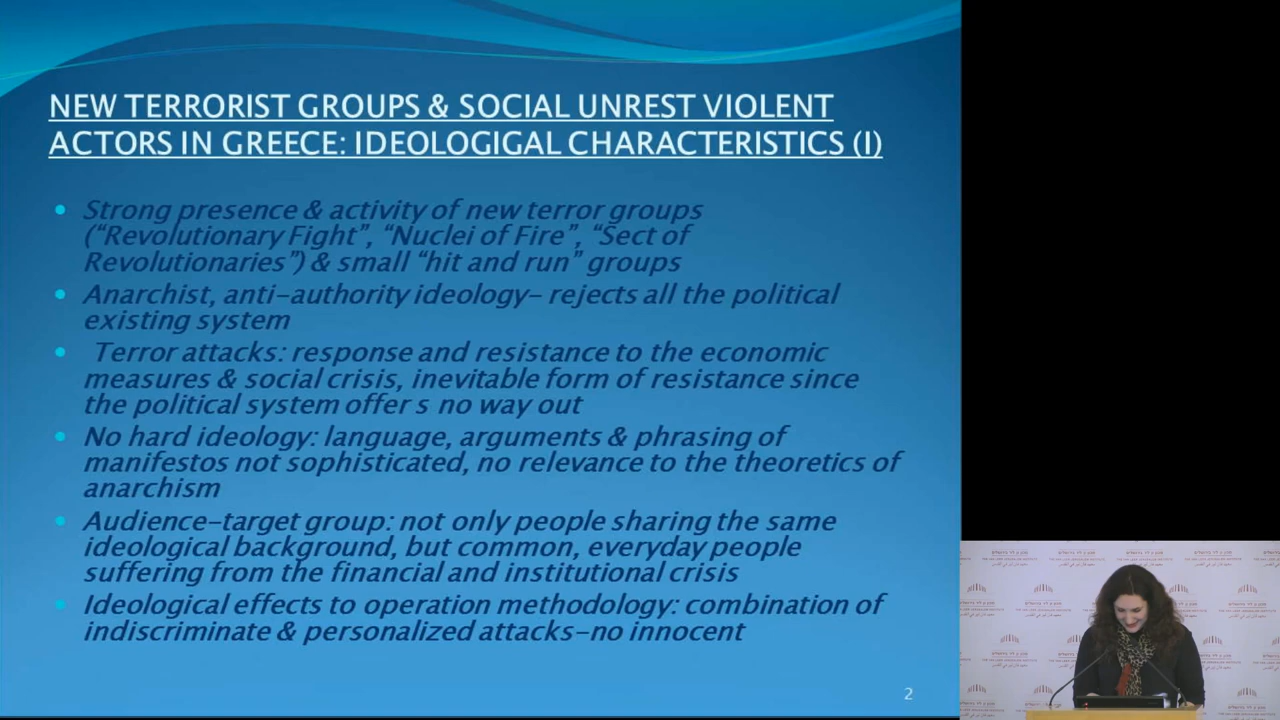 NEW TERRORIST GROUPS & SOCIAL UNREST VIOLENT
ACTORS IN GREECE: IDEOLOGIGAL CHARACTERISTICS (I)
Strong presence & activity of new terror groups
(“Revolutionary Fight”, “Nuclei of Fire”, “Sect of
Revolutionaries”) & small “hit and run” groups
Anarchist, anti-authority ideology- rejects all the political
existing system
Terror attacks: response and resistance to the economic
measures & social crisis, inevitable form of resistance since
the political system offer s no way out
No hard ideology: language, arguments & phrasing of
manifestos not sophisticated, no relevance to the theoretics of
anarchism
Audience-target group: not only people sharing the same
ideological background, but common, everyday people
suffering from the financial and institutional crisis
Ideological effects to operation methodology: combination of
indiscriminate & personalized attacks-no innocent
2